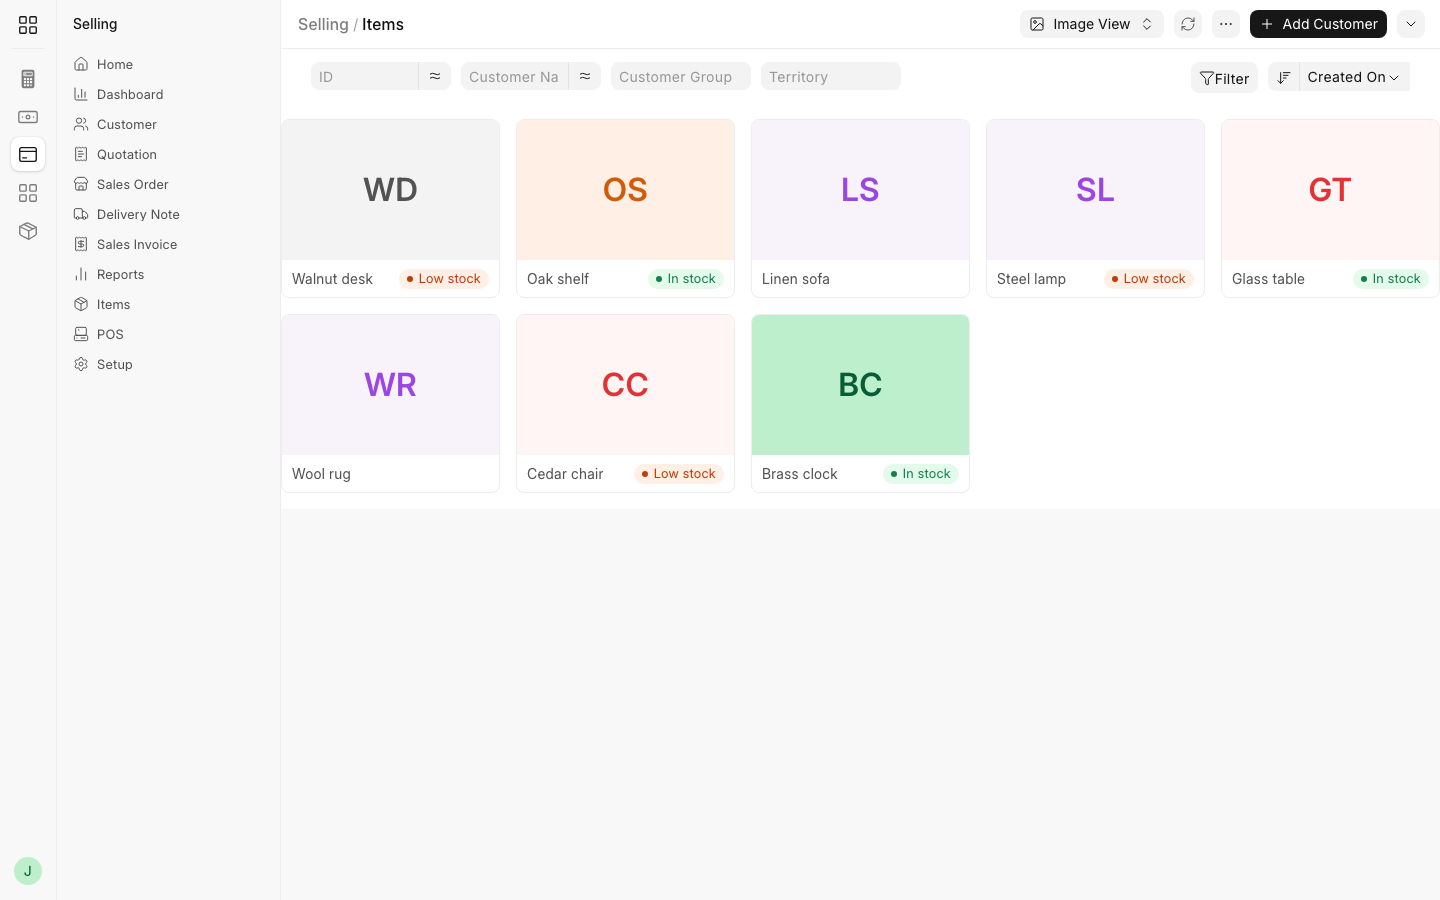 Selling
Selling / Items
Image View
Add Customer
Home
Dashboard
Customer
Quotation
Sales Order
Delivery Note
Sales Invoice
Reports
Items
POS
Setup
J
ID ≈
Customer Na ≈
Customer Group
Territory
Filter
Created On
WD
OS
LS
SL
GT
Walnut desk Low stock
Oak shelf In stock
Linen sofa
Steel lamp Low stock
Glass table In stock
WR
CC
BC
Wool rug
Cedar chair Low stock
Brass clock In stock